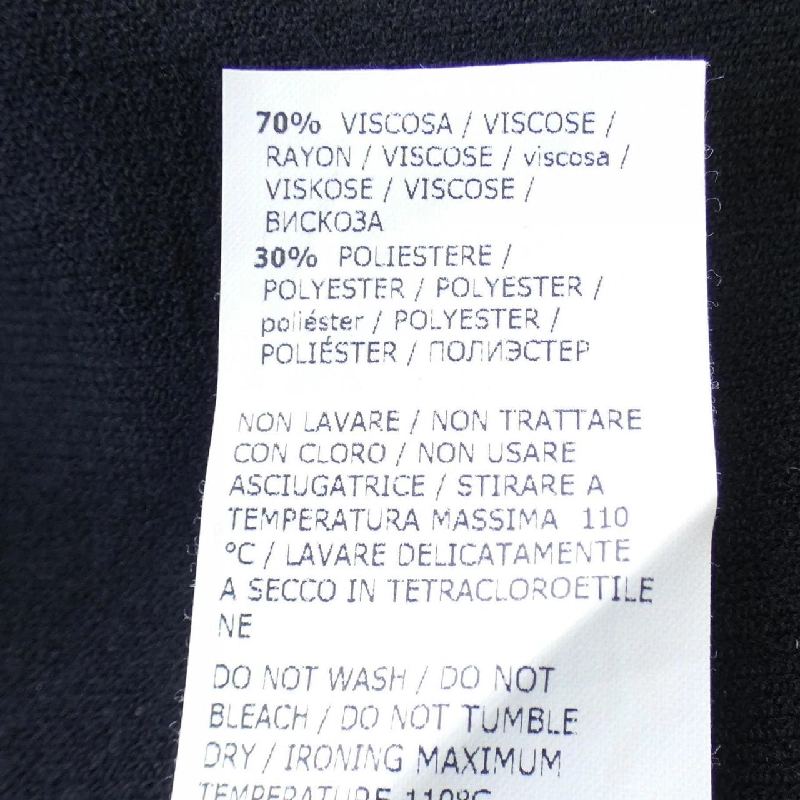 70% VISCOSA / VISCOSE /
RAYON / VISCOSE / viscosa /
VISKOSE / VISCOSE /
ВИСКОЗА
30% POLIESTERE /
POLYESTER / POLYESTER /
poliéster / POLYESTER /
POLIÉSTER / ПОЛИЭСТЕР
NON LAVARE / NON TRATTARE
CON CLORO / NON USARE
ASCIUGATRICE / STIRARE A
TEMPERATURA MASSIMA 110
°C / LAVARE DELICATAMENTE
A SECCO IN TETRACLOROETILE
NE
DO NOT WASH / DO NOT
BLEACH / DO NOT TUMBLE
DRY / IRONING MAXIMUM
TEMPERATURE 110°C